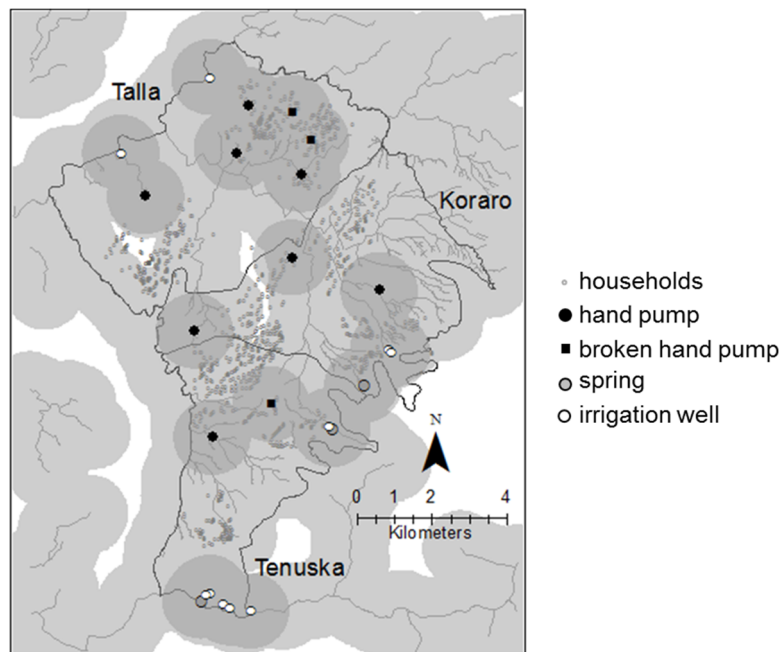 Talla
Koraro
households
hand pump
broken hand pump
spring
irrigation well
N
0 1 2 4
Kilometers
Tenuska